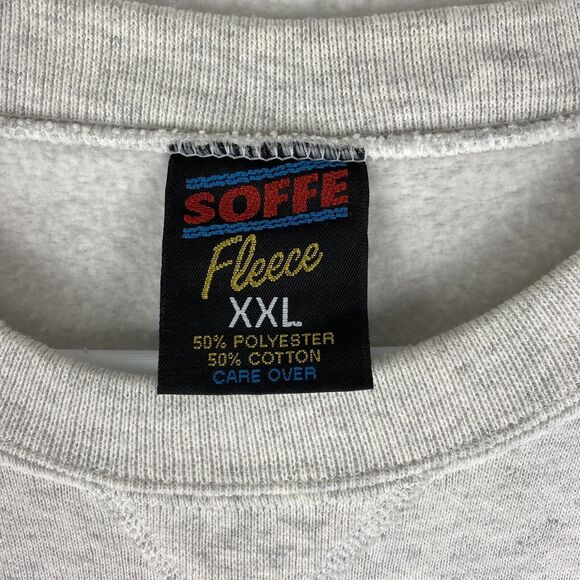 SOFFE
Fleece
XXL
50% POLYESTER
50% COTTON
CARE OVER